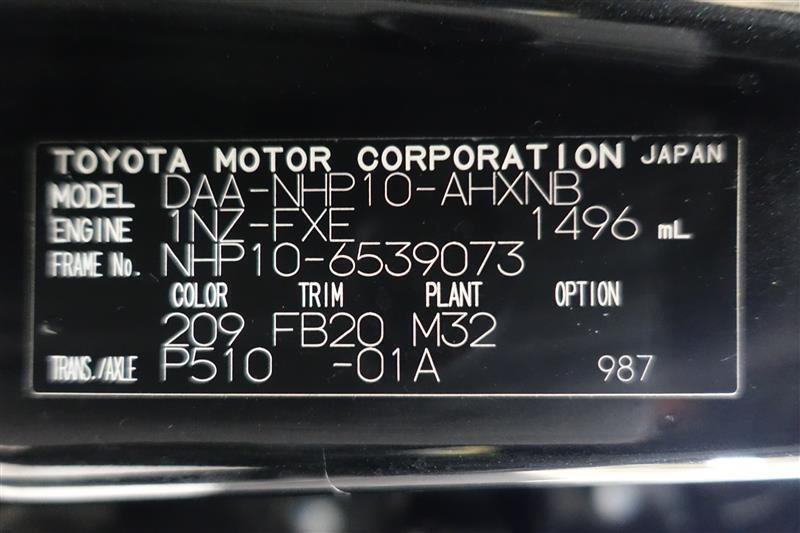 TOYOTA MOTOR CORPORATION JAPAN
MODEL DAA-NHP10-AHXNB
ENGINE 1NZ-FXE 1496 mL
FRAME No. NHP10-6539073
COLOR TRIM PLANT OPTION
209 FB20 M32
TRANS./AXLE P510 -01A 987